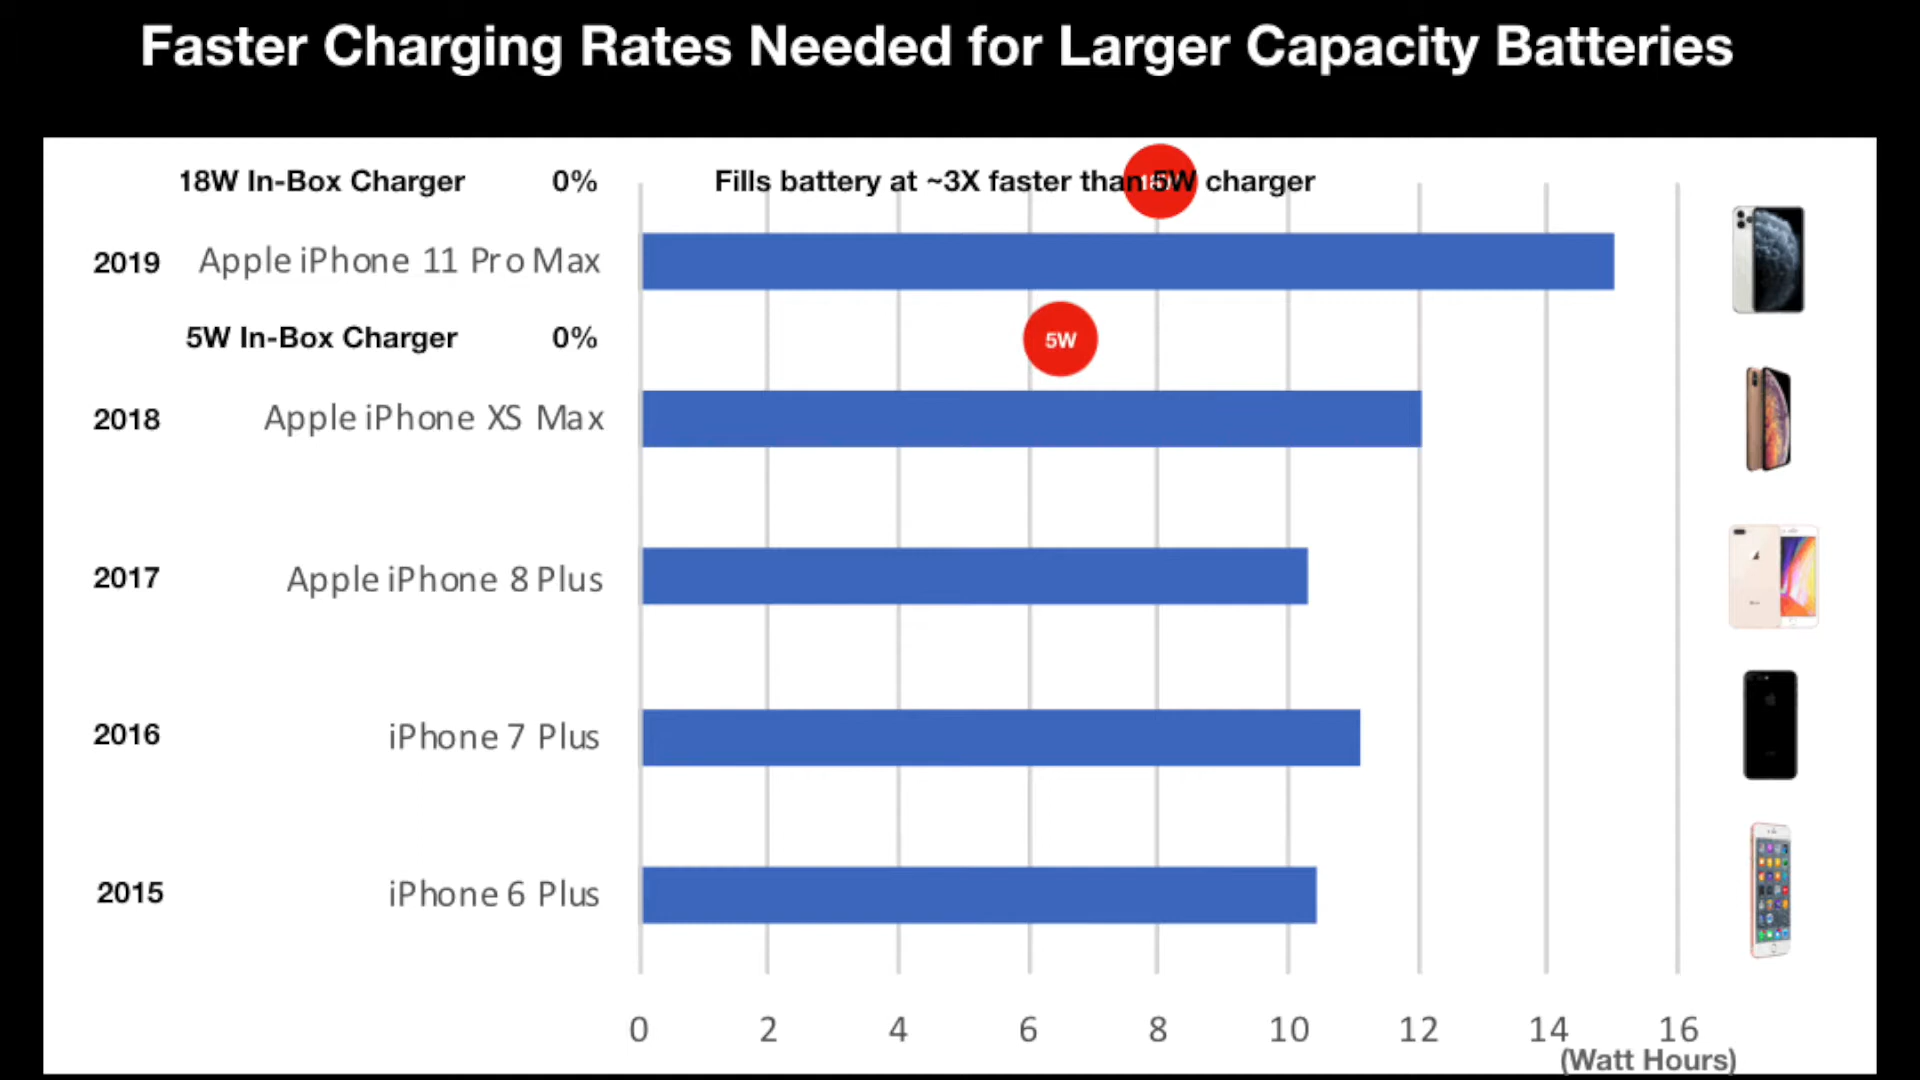 Faster Charging Rates Needed for Larger Capacity Batteries
18W In-Box Charger 0% Fills battery at ~3X faster than 5W charger
2019 Apple iPhone 11 Pro Max
5W In-Box Charger 0% 5W
2018 Apple iPhone XS Max
2017 Apple iPhone 8 Plus
2016 iPhone 7 Plus
2015 iPhone 6 Plus
0 2 4 6 8 10 12 14 16
(Watt Hours)